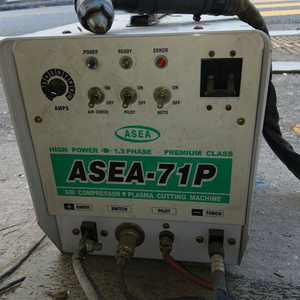 POWER READY ERROR
ON ON ON
OFF OFF OFF
AMPS AIR CHECK PILOT AUTO
ASEA
HIGH POWER 1.3 PHASE PREMIUM CLASS
ASEA-71P
AIR COMPRESSOR ▼ PLASMA CUTTING MACHINE
+ EARTH SWITCH PILOT − TORCH